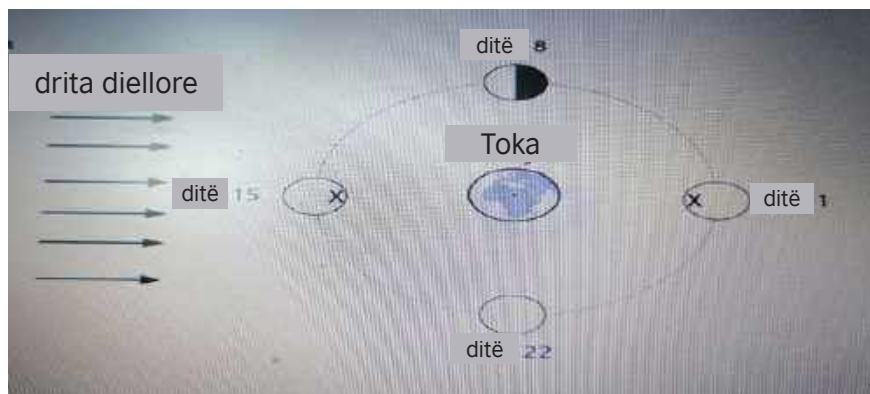 ditë 8
drita diellore
Toka
ditë 15
x
x
ditë 1
ditë 22